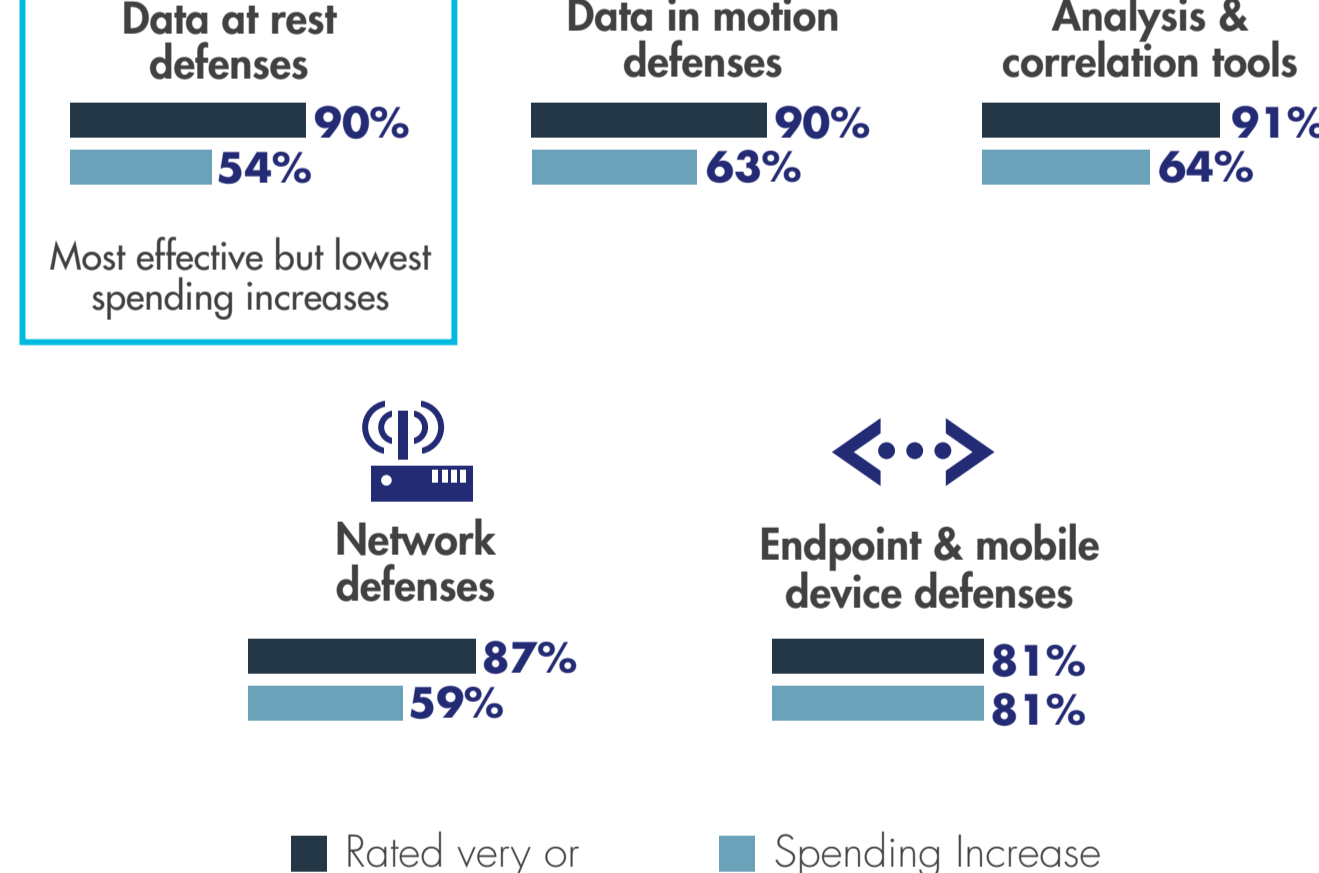 Data at rest
defenses
90%
54%
Most effective but lowest
spending increases
Data in motion
defenses
90%
63%
Analysis &
correlation tools
91%
64%
Network
defenses
87%
59%
Endpoint & mobile
device defenses
81%
81%
Rated very or
Spending Increase